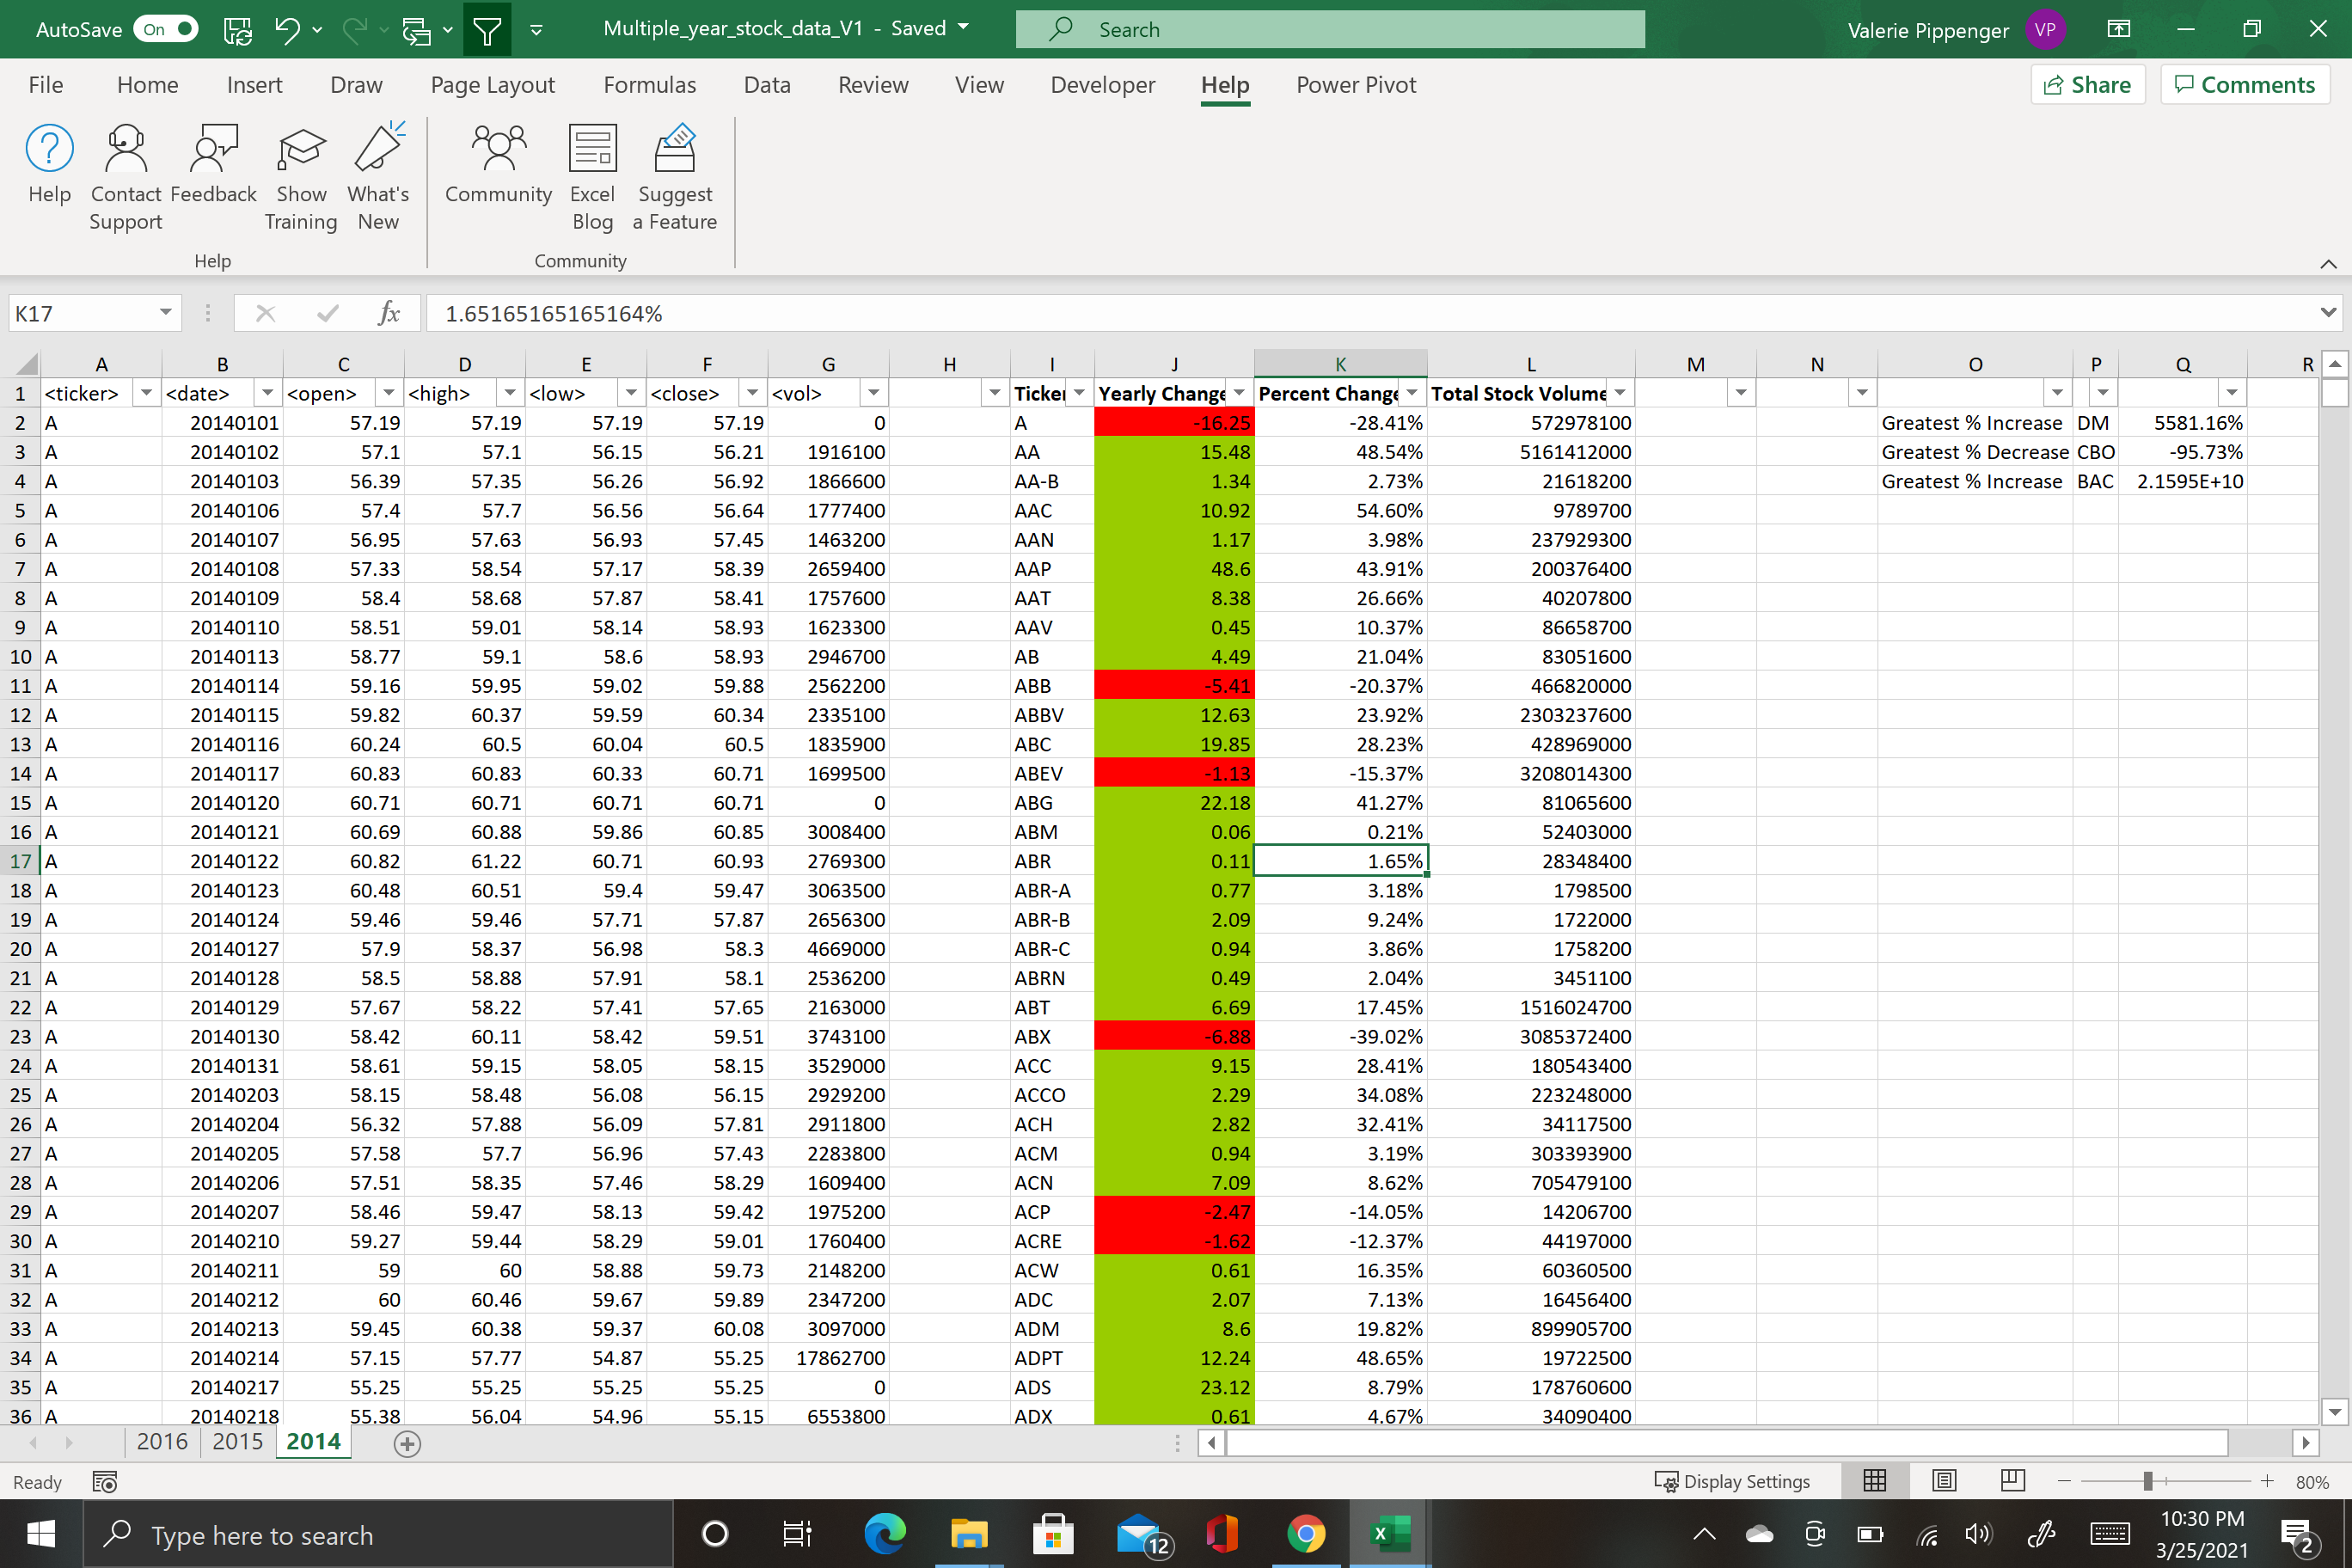 AutoSave On Multiple_year_stock_data_V1 - Saved Search Valerie Pippenger VP
File Home Insert Draw Page Layout Formulas Data Review View Developer Help Power Pivot Share Comments
Help Contact Support Feedback Show Training What's New Community Excel Blog Suggest a Feature
Help Community
K17 fx 1.65165165165164%
A B C D E F G H I J K L M N O P Q R
1 <ticker> <date> <open> <high> <low> <close> <vol> Ticker Yearly Change Percent Change Total Stock Volume
2 A 20140101 57.19 57.19 57.19 57.19 0 A -16.25 -28.41% 572978100 Greatest % Increase DM 5581.16%
3 A 20140102 57.1 57.1 56.15 56.21 1916100 AA 15.48 48.54% 5161412000 Greatest % Decrease CBO -95.73%
4 A 20140103 56.39 57.35 56.26 56.92 1866600 AA-B 1.34 2.73% 21618200 Greatest % Increase BAC 2.1595E+10
5 A 20140106 57.4 57.7 56.56 56.64 1777400 AAC 10.92 54.60% 9789700
6 A 20140107 56.95 57.63 56.93 57.45 1463200 AAN 1.17 3.98% 237929300
7 A 20140108 57.33 58.54 57.17 58.39 2659400 AAP 48.6 43.91% 200376400
8 A 20140109 58.4 58.68 57.87 58.41 1757600 AAT 8.38 26.66% 40207800
9 A 20140110 58.51 59.01 58.14 58.93 1623300 AAV 0.45 10.37% 86658700
10 A 20140113 58.77 59.1 58.6 58.93 2946700 AB 4.49 21.04% 83051600
11 A 20140114 59.16 59.95 59.02 59.88 2562200 ABB -5.41 -20.37% 466820000
12 A 20140115 59.82 60.37 59.59 60.34 2335100 ABBV 12.63 23.92% 2303237600
13 A 20140116 60.24 60.5 60.04 60.5 1835900 ABC 19.85 28.23% 428969000
14 A 20140117 60.83 60.83 60.33 60.71 1699500 ABEV -1.13 -15.37% 3208014300
15 A 20140120 60.71 60.71 60.71 60.71 0 ABG 22.18 41.27% 81065600
16 A 20140121 60.69 60.88 59.86 60.85 3008400 ABM 0.06 0.21% 52403000
17 A 20140122 60.82 61.22 60.71 60.93 2769300 ABR 0.11 1.65% 28348400
18 A 20140123 60.48 60.51 59.4 59.47 3063500 ABR-A 0.77 3.18% 1798500
19 A 20140124 59.46 59.46 57.71 57.87 2656300 ABR-B 2.09 9.24% 1722000
20 A 20140127 57.9 58.37 56.98 58.3 4669000 ABR-C 0.94 3.86% 1758200
21 A 20140128 58.5 58.88 57.91 58.1 2536200 ABRN 0.49 2.04% 3451100
22 A 20140129 57.67 58.22 57.41 57.65 2163000 ABT 6.69 17.45% 1516024700
23 A 20140130 58.42 60.11 58.42 59.51 3743100 ABX -6.88 -39.02% 3085372400
24 A 20140131 58.61 59.15 58.05 58.15 3529000 ACC 9.15 28.41% 180543400
25 A 20140203 58.15 58.48 56.08 56.15 2929200 ACCO 2.29 34.08% 223248000
26 A 20140204 56.32 57.88 56.09 57.81 2911800 ACH 2.82 32.41% 34117500
27 A 20140205 57.58 57.7 56.96 57.43 2283800 ACM 0.94 3.19% 303393900
28 A 20140206 57.51 58.35 57.46 58.29 1609400 ACN 7.09 8.62% 705479100
29 A 20140207 58.46 59.47 58.13 59.42 1975200 ACP -2.47 -14.05% 14206700
30 A 20140210 59.27 59.44 58.29 59.01 1760400 ACRE -1.62 -12.37% 44197000
31 A 20140211 59 60 58.88 59.73 2148200 ACW 0.61 16.35% 60360500
32 A 20140212 60 60.46 59.67 59.89 2347200 ADC 2.07 7.13% 16456400
33 A 20140213 59.45 60.38 59.37 60.08 3097000 ADM 8.6 19.82% 899905700
34 A 20140214 57.15 57.77 54.87 55.25 17862700 ADPT 12.24 48.65% 19722500
35 A 20140217 55.25 55.25 55.25 55.25 0 ADS 23.12 8.79% 178760600
36 A 20140218 55.38 56.04 54.96 55.15 6553800 ADX 0.61 4.67% 34090400
2016 2015 2014
Ready Display Settings 80%
Type here to search 12 10:30 PM
3/25/2021 2